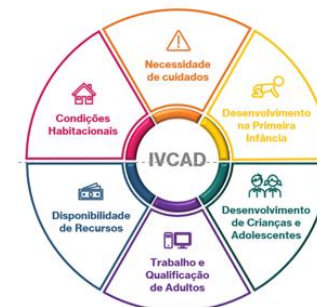 Necessidade
de cuidados
Desenvolvimento
na Primeira
Infância
Desenvolvimento
de Crianças e
Adolescentes
Trabalho e
Qualificação
de Adultos
Disponibilidade
de Recursos
Condições
Habitacionais
IVCAD